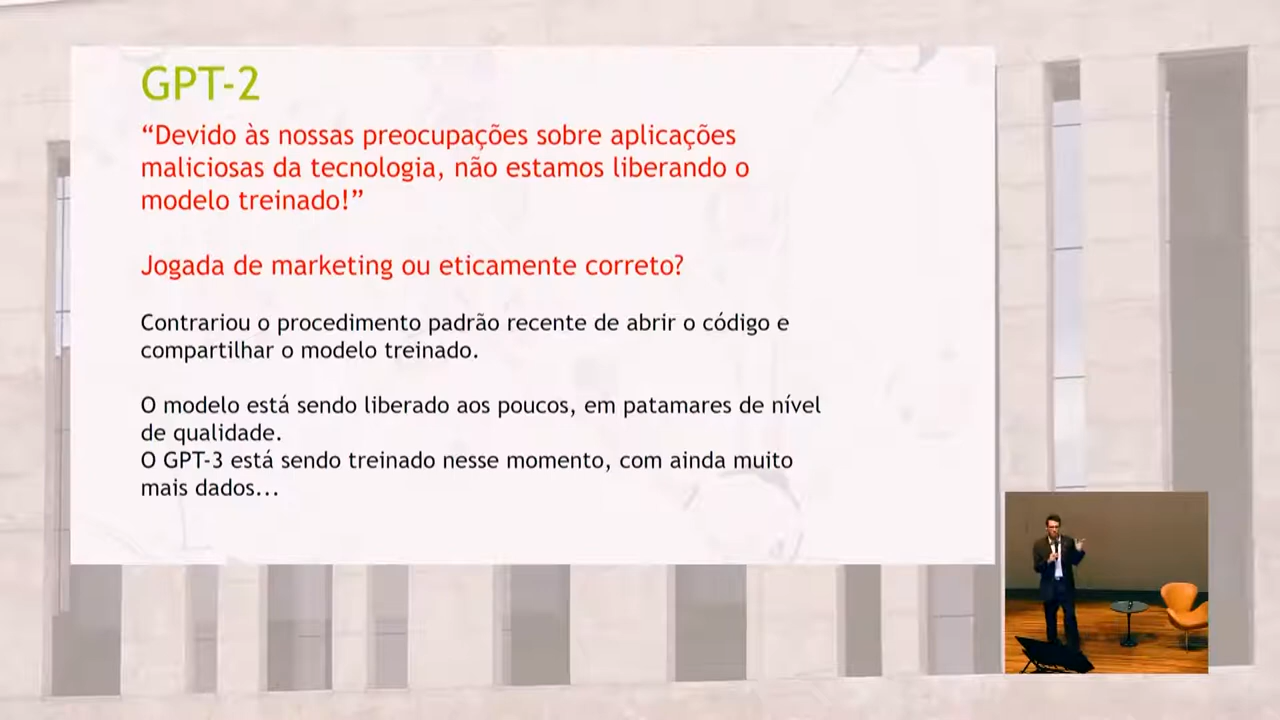 GPT-2
“Devido às nossas preocupações sobre aplicações
maliciosas da tecnologia, não estamos liberando o
modelo treinado!”
Jogada de marketing ou eticamente correto?
Contrariou o procedimento padrão recente de abrir o código e
compartilhar o modelo treinado.
O modelo está sendo liberado aos poucos, em patamares de nível
de qualidade.
O GPT-3 está sendo treinado nesse momento, com ainda muito
mais dados...